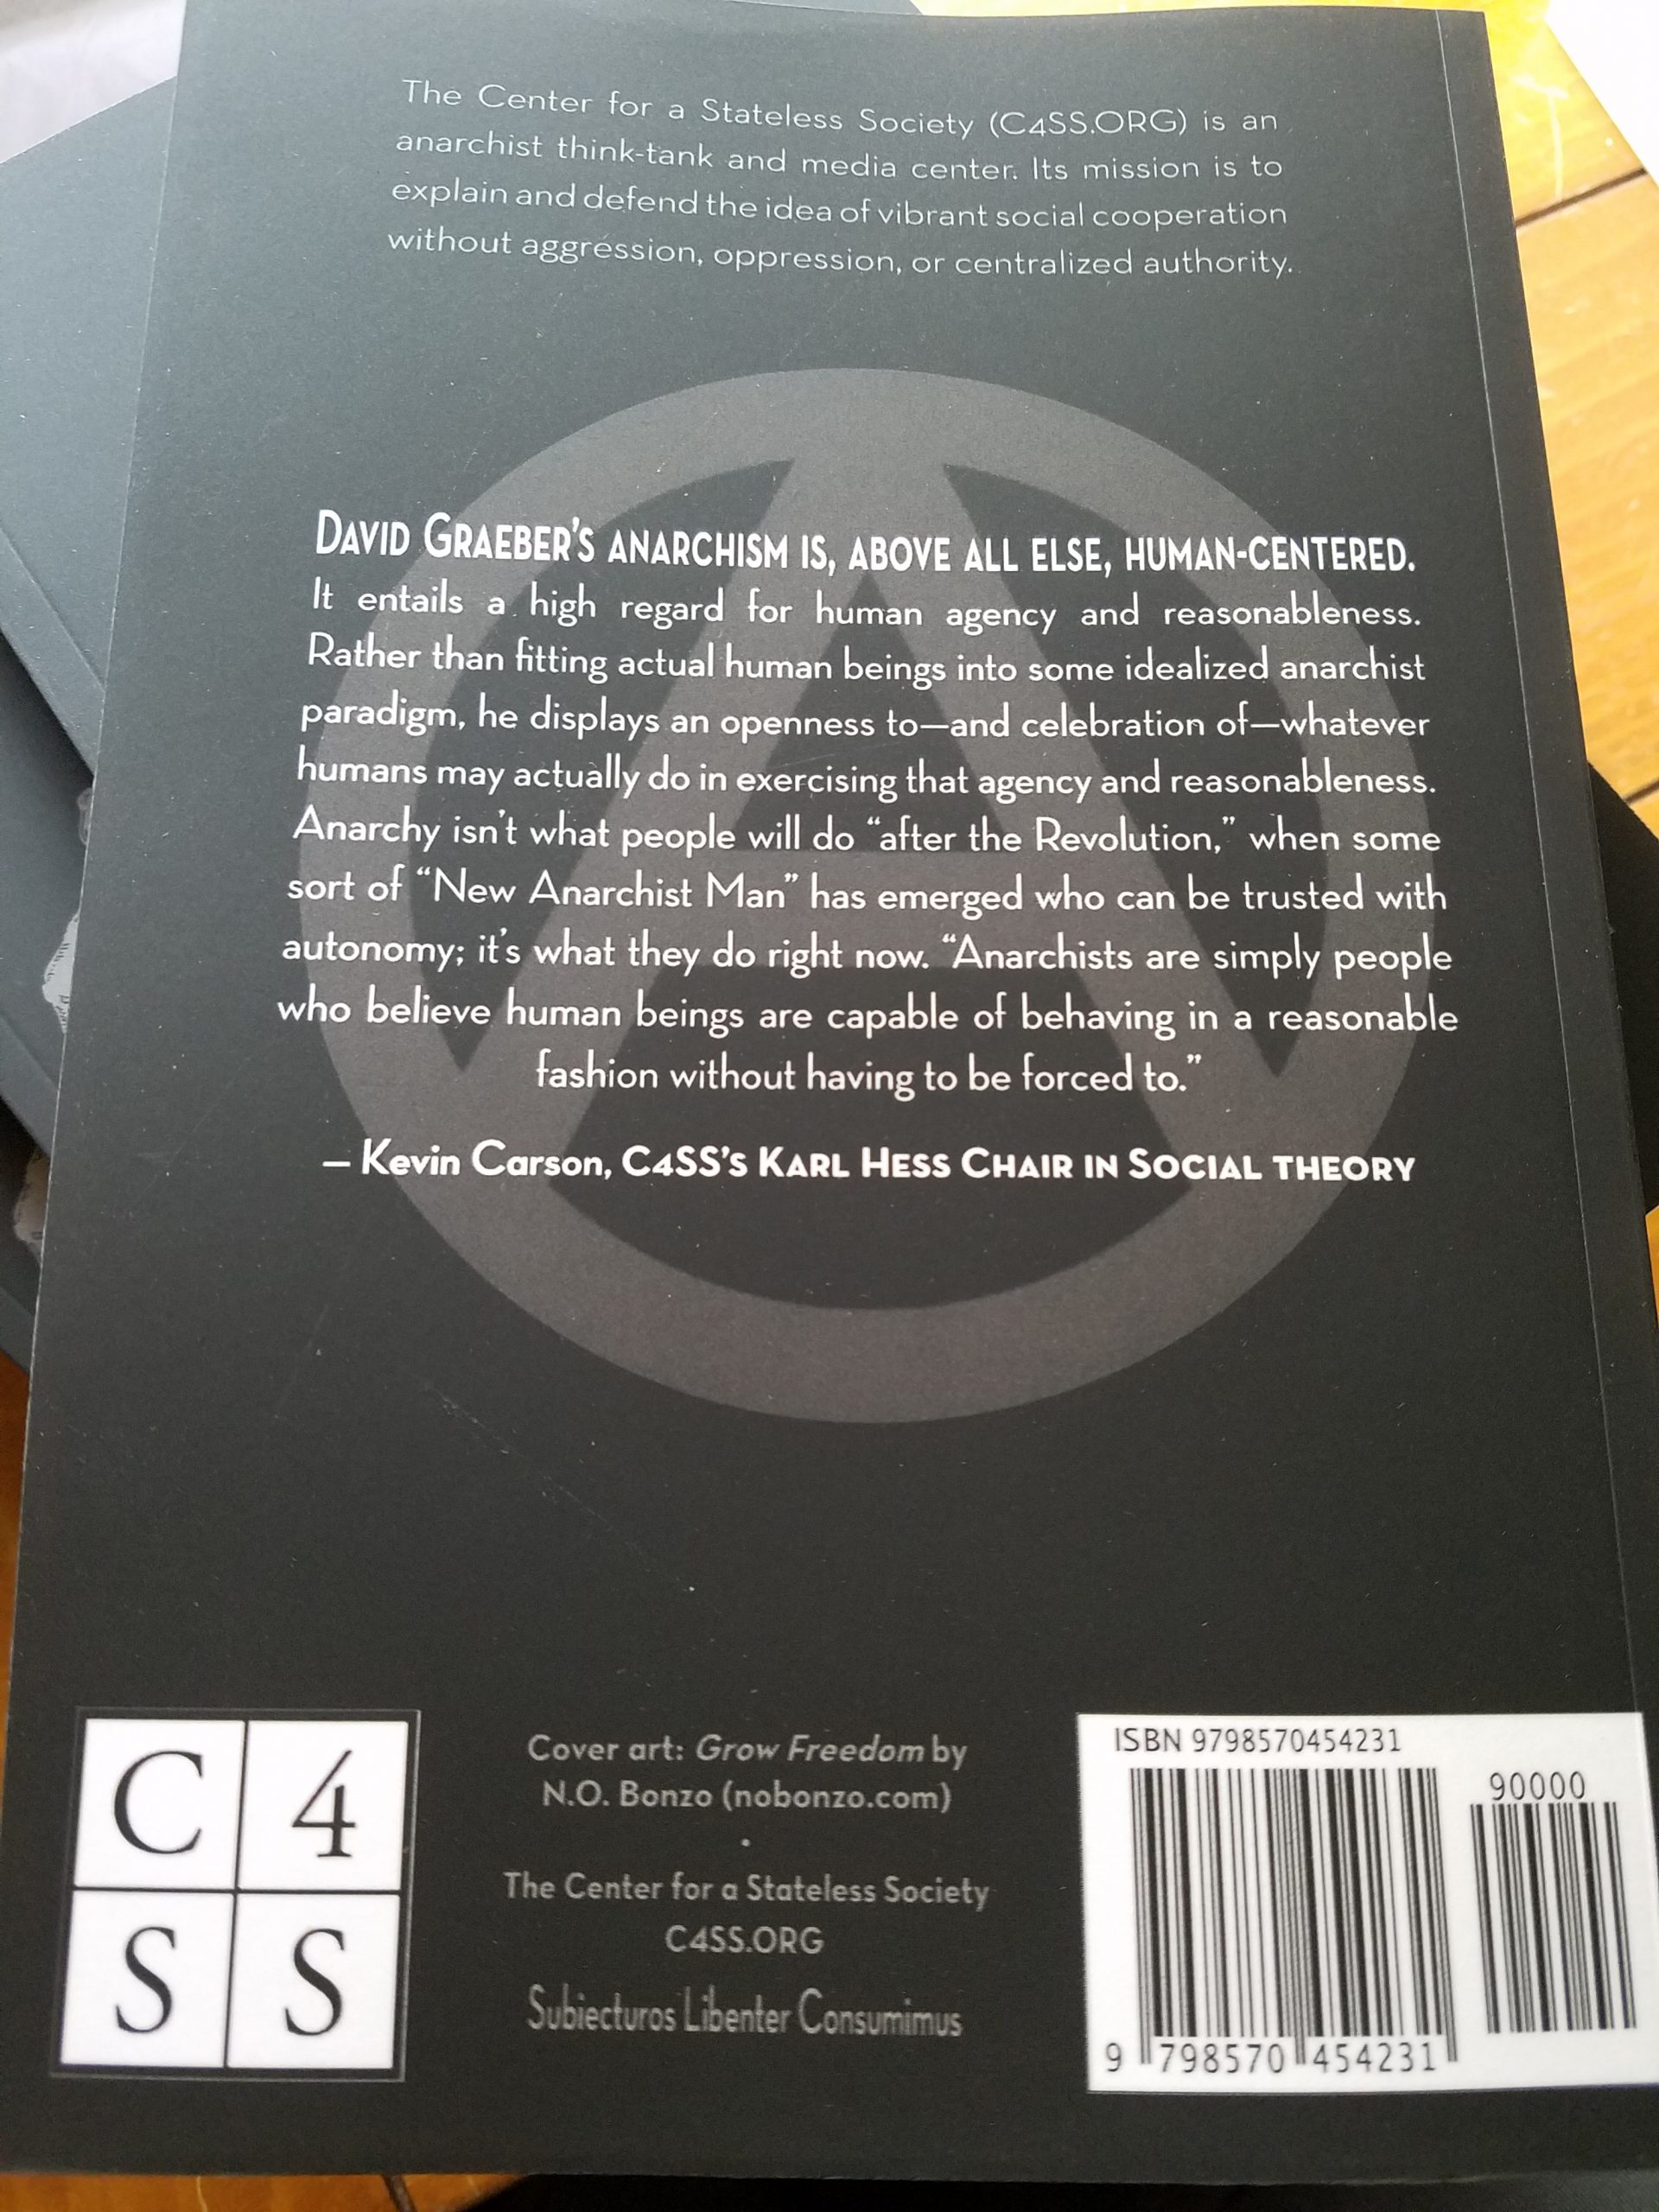 The Center for a Stateless Society (C4SS.ORG) is an
anarchist think-tank and media center. Its mission is to
explain and defend the idea of vibrant social cooperation
without aggression, oppression, or centralized authority.
DAVID GRAEBER'S ANARCHISM IS, ABOVE ALL ELSE, HUMAN-CENTERED.
It entails a high regard for human agency and reasonableness.
Rather than fitting actual human beings into some idealized anarchist
paradigm, he displays an openness to—and celebration of—whatever
humans may actually do in exercising that agency and reasonableness.
Anarchy isn't what people will do “after the Revolution,” when some
sort of “New Anarchist Man” has emerged who can be trusted with
autonomy; it's what they do right now. “Anarchists are simply people
who believe human beings are capable of behaving in a reasonable
fashion without having to be forced to.”
– Kevin Carson, C4SS'S KARL HESS CHAIR IN SOCIAL THEORY
C 4
S S
Cover art: Grow Freedom by
N.O. Bonzo (nobonzo.com)
•
The Center for a Stateless Society
C4SS.ORG
Subiecturos Libenter Consumimus
ISBN 9798570454231
90000
9 798570 454231